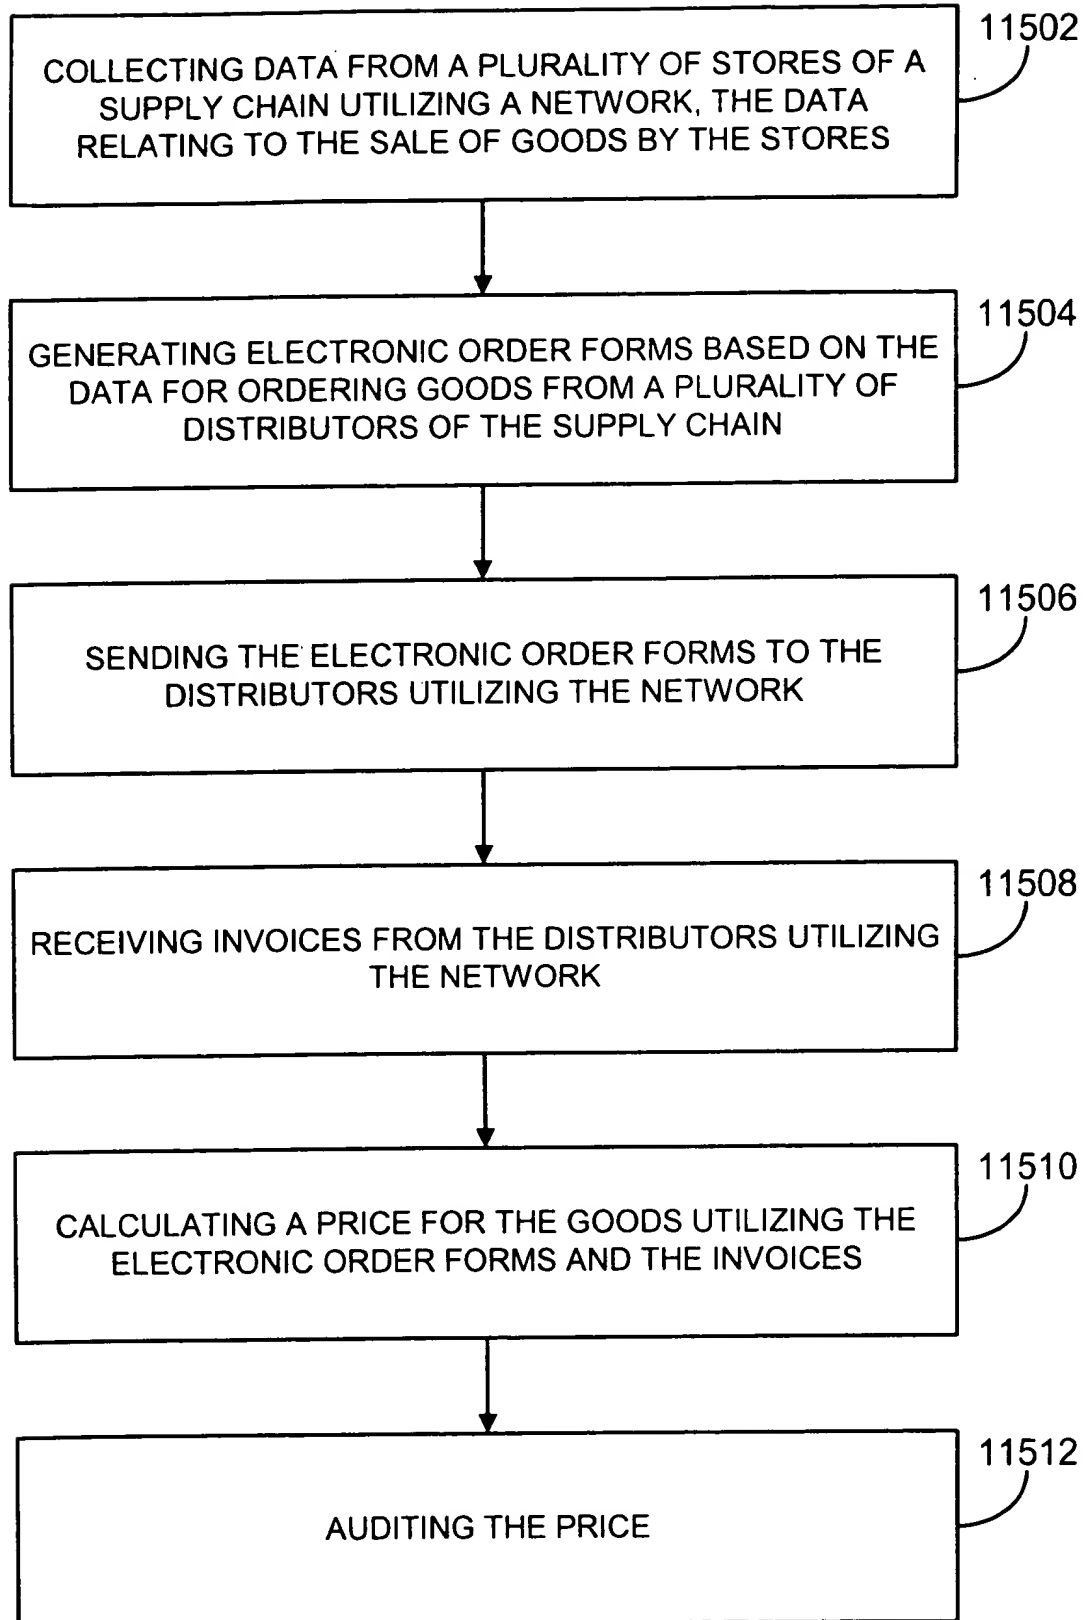 11502
COLLECTING DATA FROM A PLURALITY OF STORES OF A
SUPPLY CHAIN UTILIZING A NETWORK, THE DATA
RELATING TO THE SALE OF GOODS BY THE STORES
11504
GENERATING ELECTRONIC ORDER FORMS BASED ON THE
DATA FOR ORDERING GOODS FROM A PLURALITY OF
DISTRIBUTORS OF THE SUPPLY CHAIN
11506
SENDING THE ELECTRONIC ORDER FORMS TO THE
DISTRIBUTORS UTILIZING THE NETWORK
11508
RECEIVING INVOICES FROM THE DISTRIBUTORS UTILIZING
THE NETWORK
11510
CALCULATING A PRICE FOR THE GOODS UTILIZING THE
ELECTRONIC ORDER FORMS AND THE INVOICES
11512
AUDITING THE PRICE